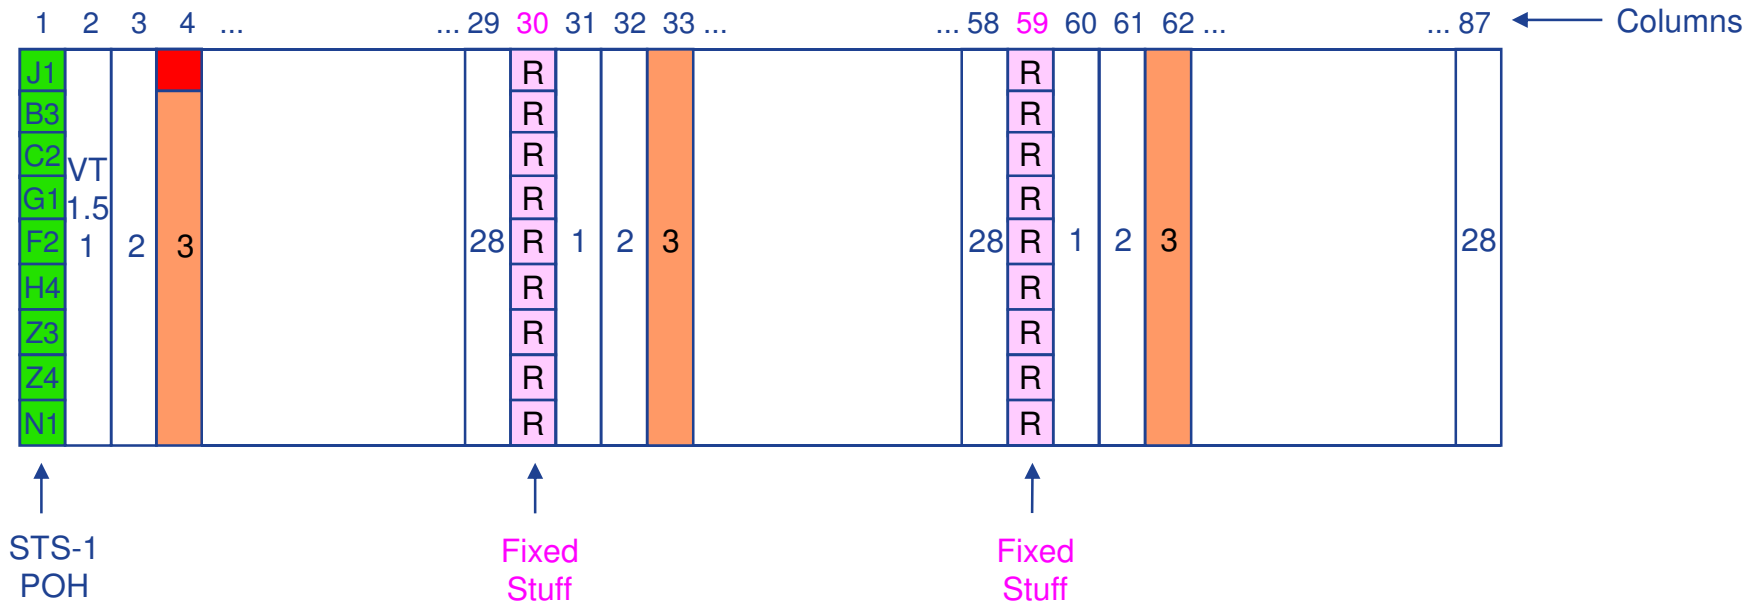 1 2 3 4 ... ... 29 30 31 32 33 ... ... 58 59 60 61 62 ... ... 87 Columns
J1 R R
B3 R R
C2 R R
VT
G1 R R
1.5
F2 1 2 3 28 R 1 2 3 28 R 1 2 3 28
H4 R R
Z3 R R
Z4 R R
N1 R R
STS-1 Fixed Fixed
POH Stuff Stuff